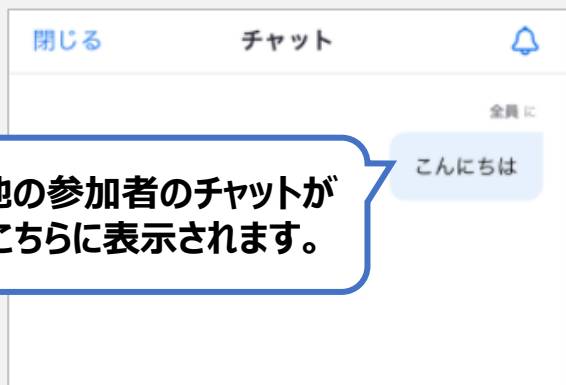 閉じる チャット
全員 に
こんにちは
他の参加者のチャットが
こちらに表示されます。